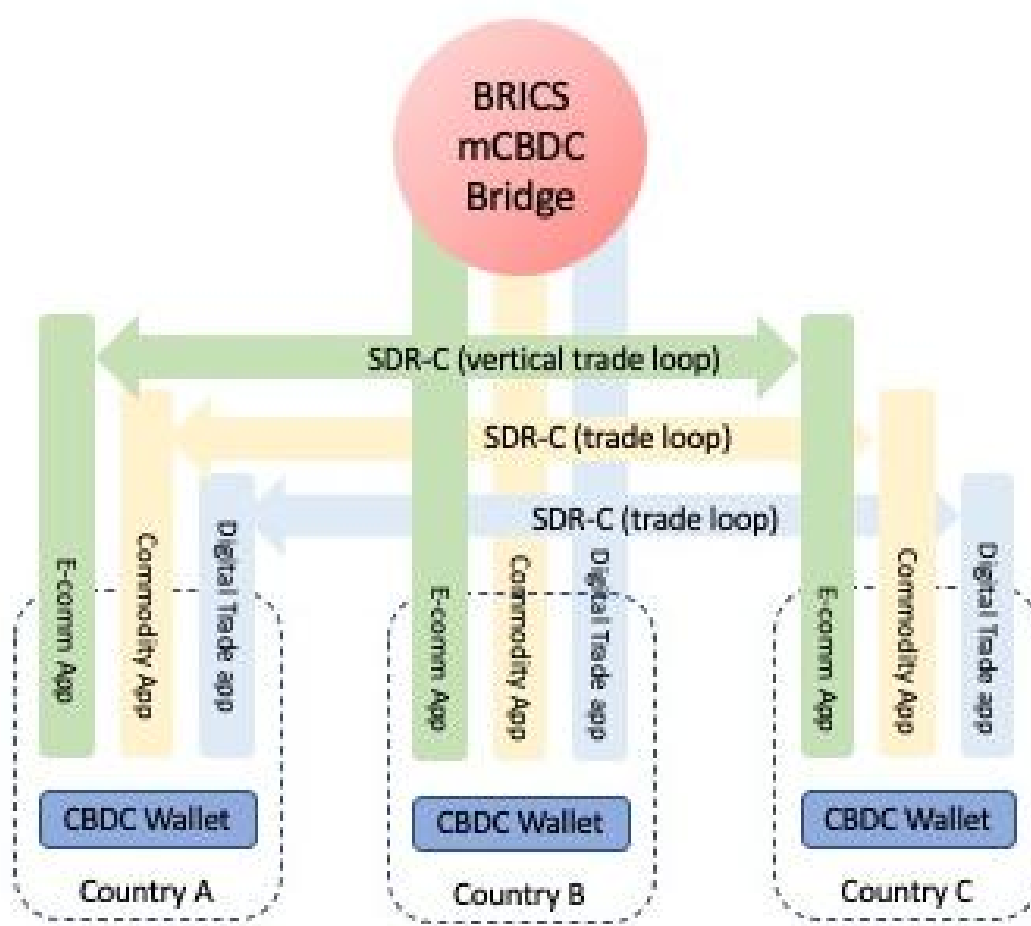 BRICS
mCBDC
Bridge
SDR-C (vertical trade loop)
SDR-C (trade loop)
SDR-C (trade loop)
E-comm App
Commodity App
Digital Trade app
E-comm App
Commodity App
Digital Trade app
E-comm App
Commodity App
Digital Trade app
CBDC Wallet
CBDC Wallet
CBDC Wallet
Country A
Country B
Country C